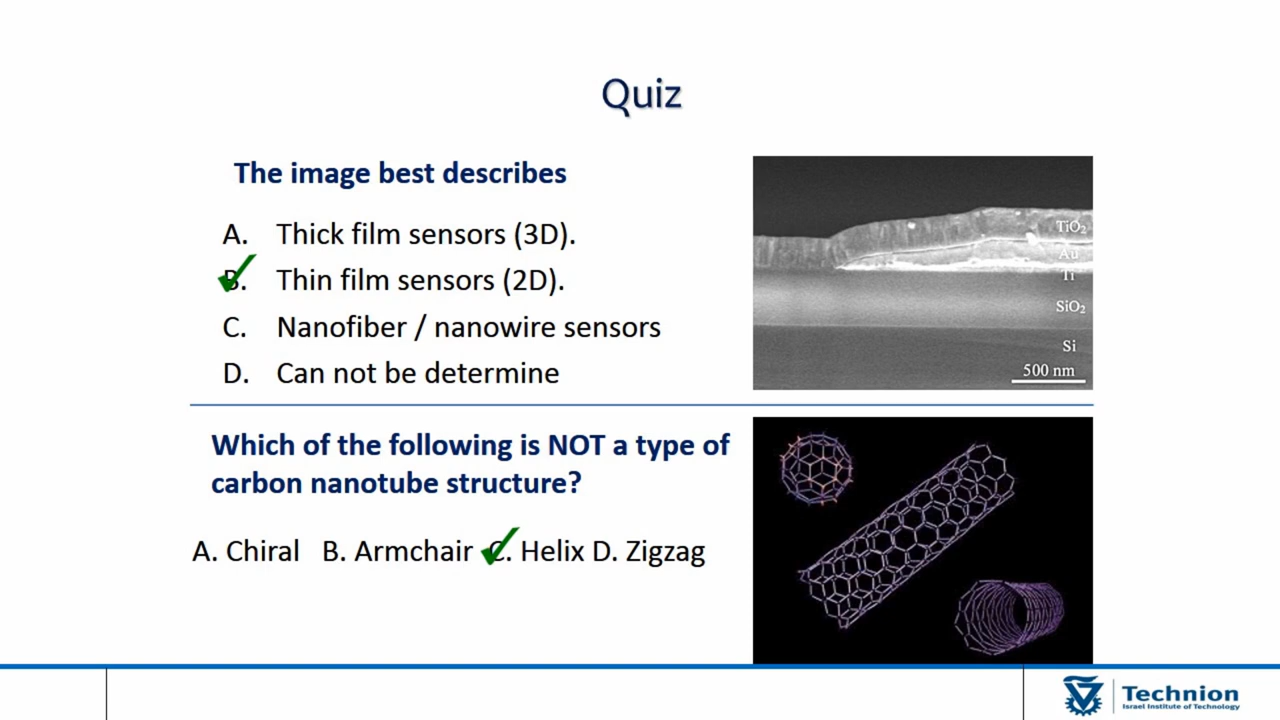 Quiz
The image best describes
A. Thick film sensors (3D).
B. Thin film sensors (2D).
C. Nanofiber / nanowire sensors
D. Can not be determine
TiO₂
Au
Ti
SiO₂
Si
500 nm
Which of the following is NOT a type of
carbon nanotube structure?
A. Chiral B. Armchair C. Helix D. Zigzag
Technion
Israel Institute of Technology